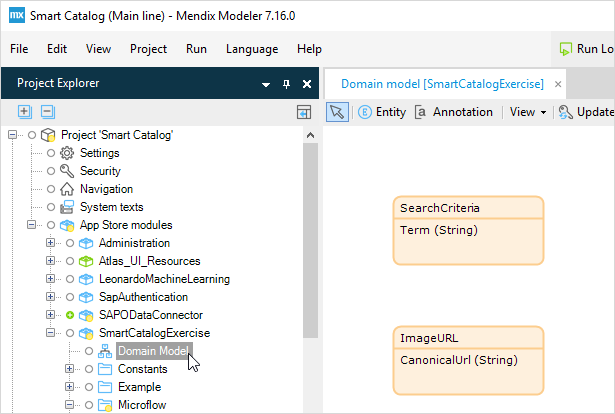 mx Smart Catalog (Main line) - Mendix Modeler 7.16.0
File Edit View Project Run Language Help Run Lo
Project Explorer
Domain model [SmartCatalogExercise] ×
Entity Annotation View Update
Project 'Smart Catalog'
Settings
Security
Navigation
System texts
App Store modules
Administration
Atlas_UI_Resources
LeonardoMachineLearning
SapAuthentication
SAPODataConnector
SmartCatalogExercise
Domain Model
Constants
Example
Microflow
SearchCriteria
Term (String)
ImageURL
CanonicalUrl (String)